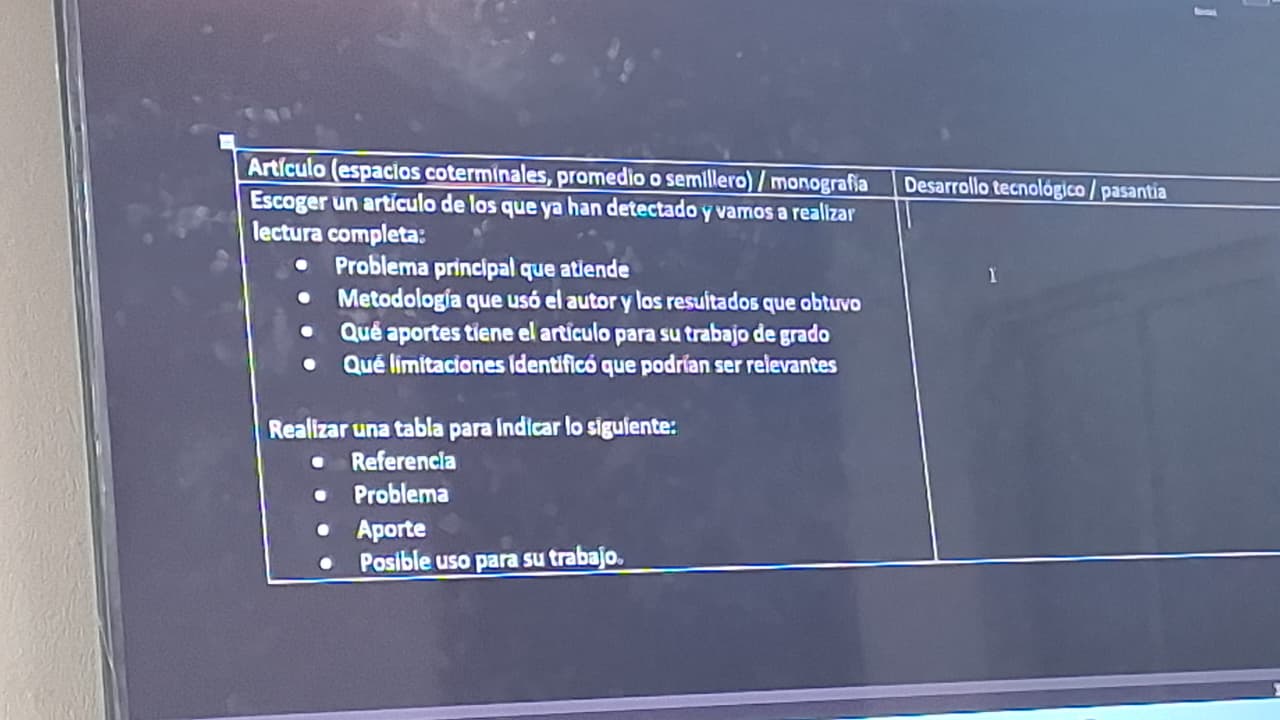 Artículo (espacios coterminales, promedio o semillero) / monografía
Desarrollo tecnológico / pasantía
Escoger un artículo de los que ya han detectado y vamos a realizar
lectura completa:
• Problema principal que atiende
• Metodología que usó el autor y los resultados que obtuvo
• Qué aportes tiene el artículo para su trabajo de grado
• Qué limitaciones identificó que podrían ser relevantes
Realizar una tabla para indicar lo siguiente:
• Referencia
• Problema
• Aporte
• Posible uso para su trabajo.